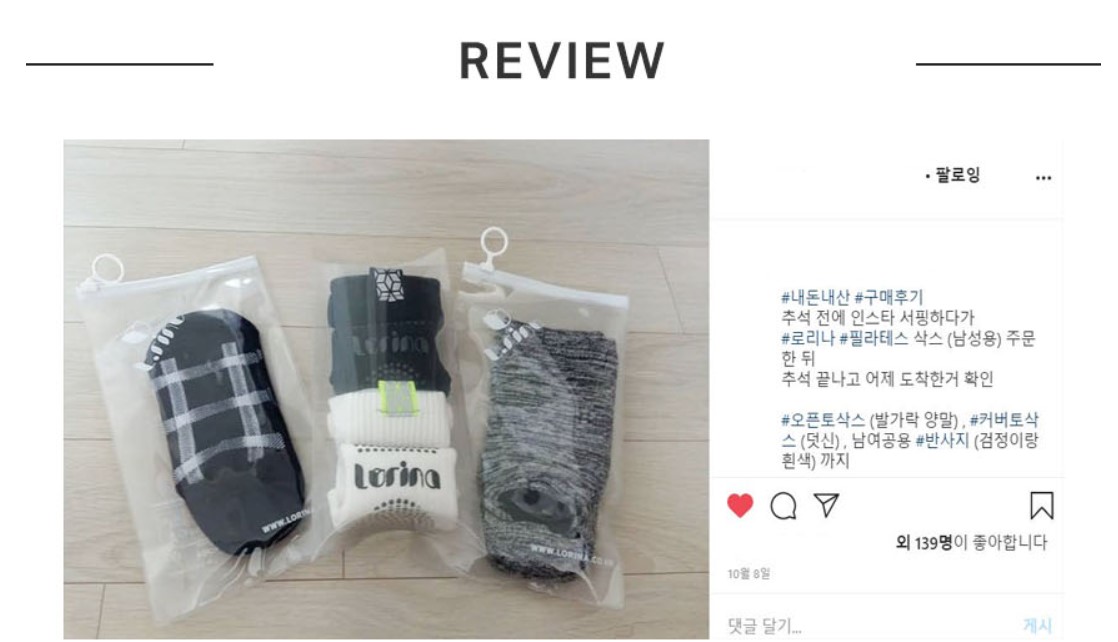 REVIEW
• 팔로잉
#내돈내산 #구매후기
추석 전에 인스타 서핑하다가
#로리나 #필라테스 삭스 (남성용) 주문
한 뒤
추석 끝나고 어제 도착한거 확인
#오픈토삭스 (발가락 양말) , #커버토삭
스 (덧신) , 남여공용 #반사지 (검정이랑
흰색) 까지
외 139명이 좋아합니다
10월 8일
댓글 달기...
게시
Lorina
Lorina
WWW.LORIN
WWW.LORINA.CO.KR